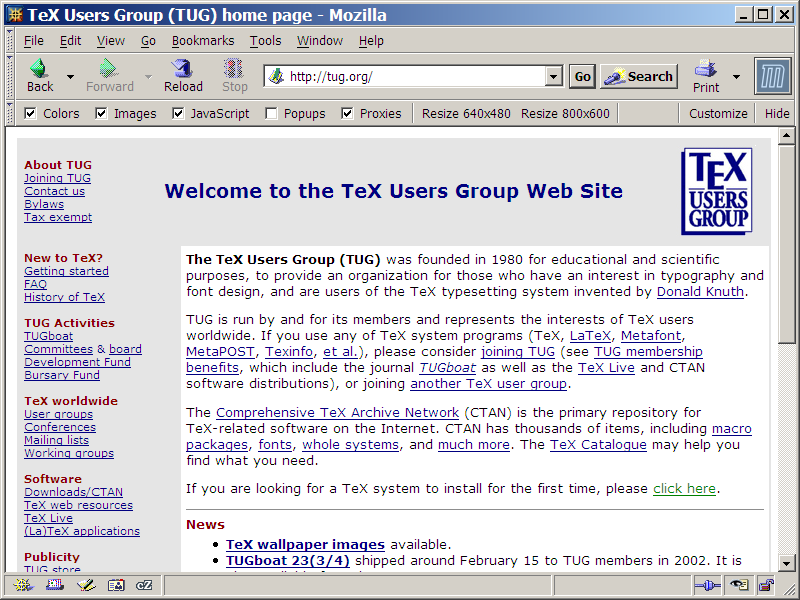 TeX Users Group (TUG) home page - Mozilla
File Edit View Go Bookmarks Tools Window Help
Back Forward Reload Stop http://tug.org/ Go Search Print
Colors Images JavaScript Popups Proxies Resize 640x480 Resize 800x600 Customize Hide
About TUG
Joining TUG
Contact us
Bylaws
Tax exempt
Welcome to the TeX Users Group Web Site
TEX
USERS
GROUP
New to TeX?
Getting started
FAQ
History of TeX
TUG Activities
TUGboat
Committees & board
Development Fund
Bursary Fund
TeX worldwide
User groups
Conferences
Mailing lists
Working groups
Software
Downloads/CTAN
TeX web resources
TeX Live
(La)TeX applications
Publicity
TUG store
The TeX Users Group (TUG) was founded in 1980 for educational and scientific
purposes, to provide an organization for those who have an interest in typography and
font design, and are users of the TeX typesetting system invented by Donald Knuth.
TUG is run by and for its members and represents the interests of TeX users
worldwide. If you use any of TeX system programs (TeX, LaTeX, Metafont,
MetaPOST, Texinfo, et al.), please consider joining TUG (see TUG membership
benefits, which include the journal TUGboat as well as the TeX Live and CTAN
software distributions), or joining another TeX user group.
The Comprehensive TeX Archive Network (CTAN) is the primary repository for
TeX-related software on the Internet. CTAN has thousands of items, including macro
packages, fonts, whole systems, and much more. The TeX Catalogue may help you
find what you need.
If you are looking for a TeX system to install for the first time, please click here.
News
TeX wallpaper images available.
TUGboat 23(3/4) shipped around February 15 to TUG members in 2002. It is